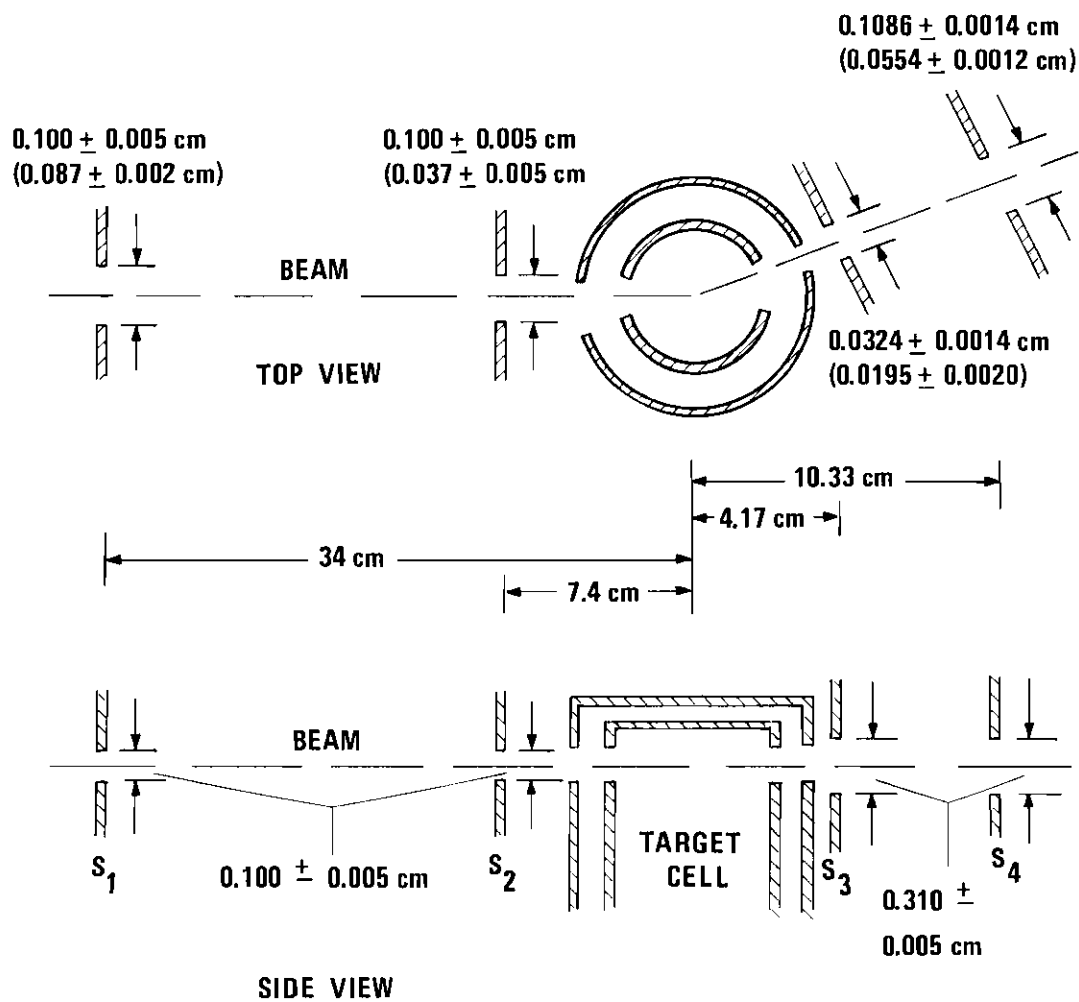 0.1086 ± 0.0014 cm
(0.0554 ± 0.0012 cm)
0.100 ± 0.005 cm
(0.087 ± 0.002 cm)
0.100 ± 0.005 cm
(0.037 ± 0.005 cm
BEAM
TOP VIEW
0.0324 ± 0.0014 cm
(0.0195 ± 0.0020)
10.33 cm
4.17 cm
34 cm
7.4 cm
BEAM
S1
0.100 ± 0.005 cm
S2
TARGET
CELL
S3
S4
0.310 ±
0.005 cm
SIDE VIEW